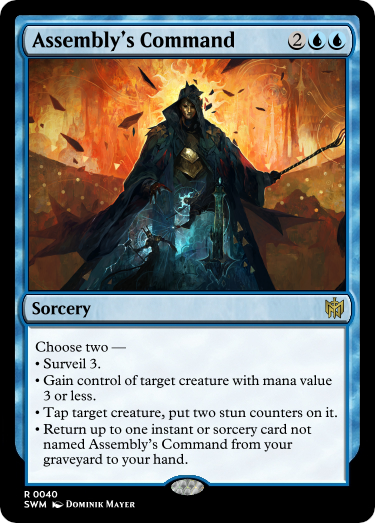 Assembly's Command 2
Sorcery
Choose two —
• Surveil 3.
• Gain control of target creature with mana value
3 or less.
• Tap target creature, put two stun counters on it.
• Return up to one instant or sorcery card not
named Assembly's Command from your
graveyard to your hand.
R 0040
SWM Dominik Mayer